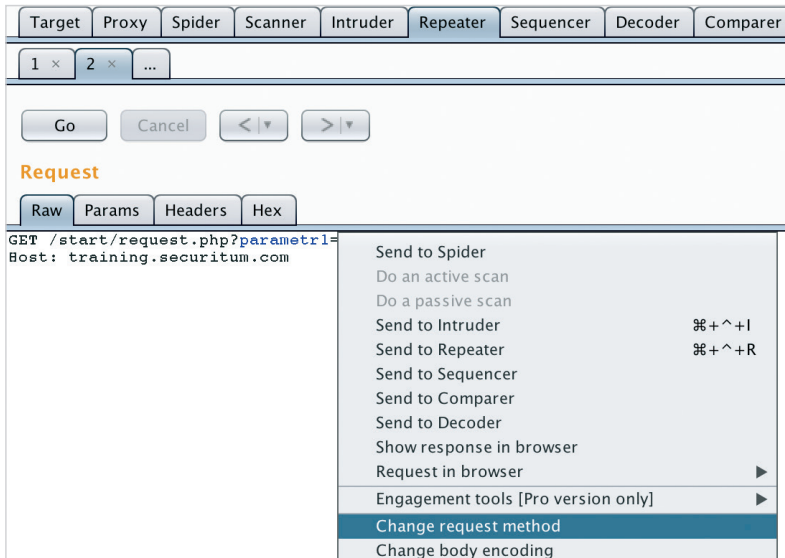 Target Proxy Spider Scanner Intruder Repeater Sequencer Decoder Comparer
1 × 2 × ...
Go Cancel < ▼ > ▼
Request
Raw Params Headers Hex
GET /start/request.php?parametr1=
Host: training.securitum.com
Send to Spider
Do an active scan
Do a passive scan
Send to Intruder ⌘+^+I
Send to Repeater ⌘+^+R
Send to Sequencer
Send to Comparer
Send to Decoder
Show response in browser
Request in browser ▶
Engagement tools [Pro version only] ▶
Change request method
Change body encoding